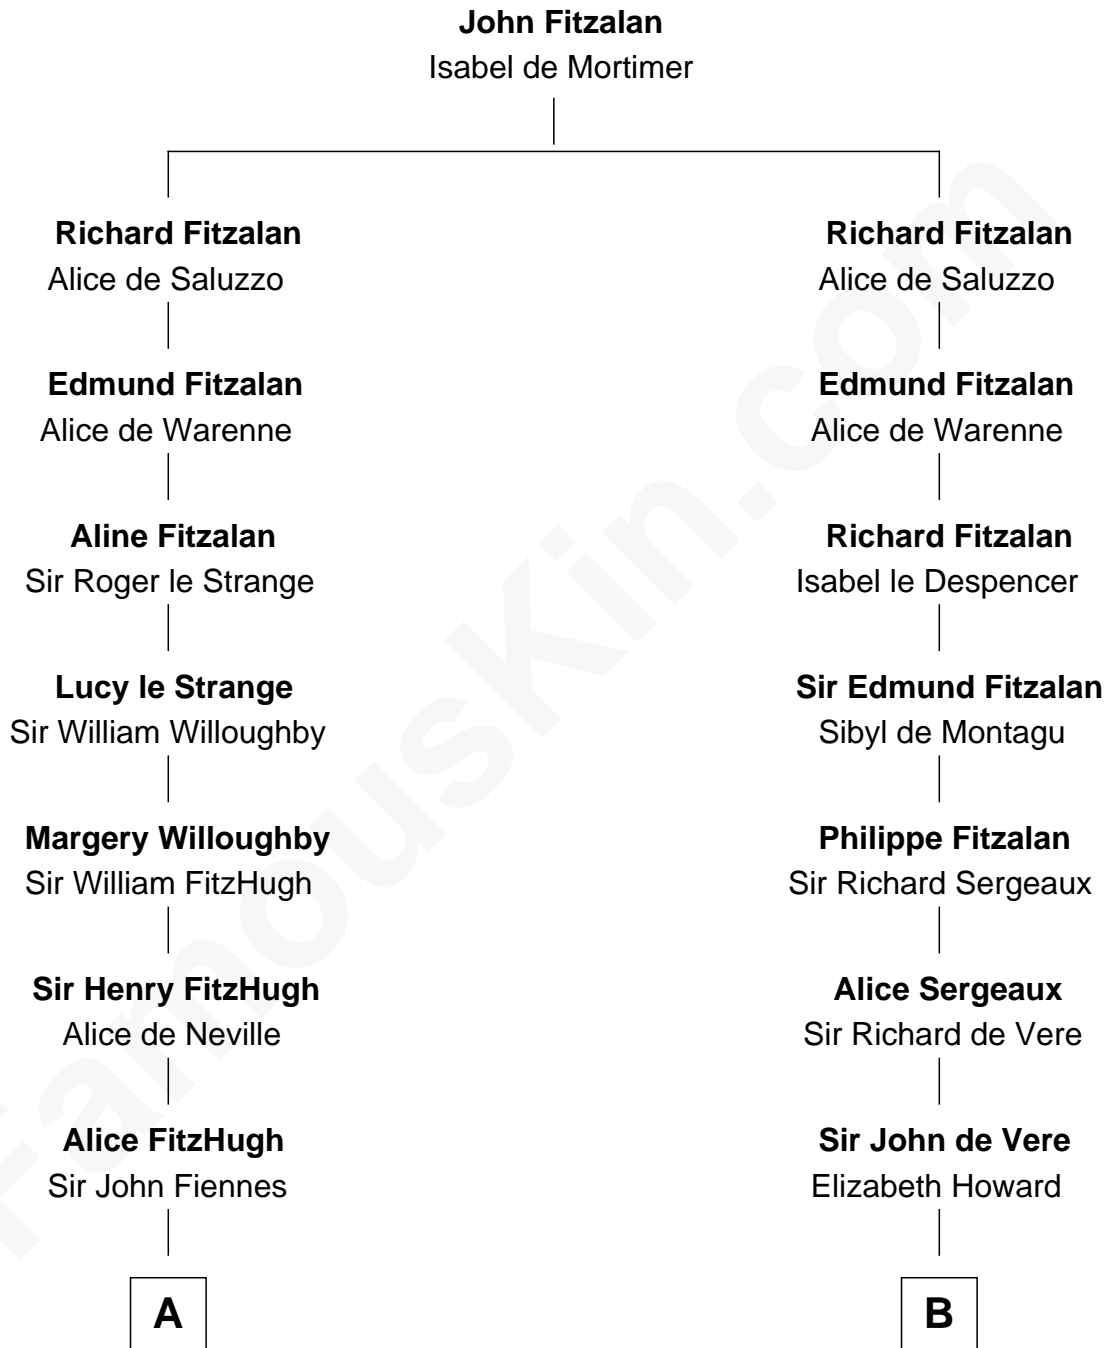 John Fitzalan
Isabel de Mortimer
Richard Fitzalan
Alice de Saluzzo
Richard Fitzalan
Alice de Saluzzo
Edmund Fitzalan
Alice de Warenne
Edmund Fitzalan
Alice de Warenne
Aline Fitzalan
Sir Roger le Strange
Richard Fitzalan
Isabel le Despencer
Lucy le Strange
Sir William Willoughby
Sir Edmund Fitzalan
Sibyl de Montagu
Margery Willoughby
Sir William FitzHugh
Philippe Fitzalan
Sir Richard Sergeaux
Sir Henry FitzHugh
Alice de Neville
Alice Sergeaux
Sir Richard de Vere
Alice FitzHugh
Sir John Fiennes
Sir John de Vere
Elizabeth Howard
A
B
FamousKin.com